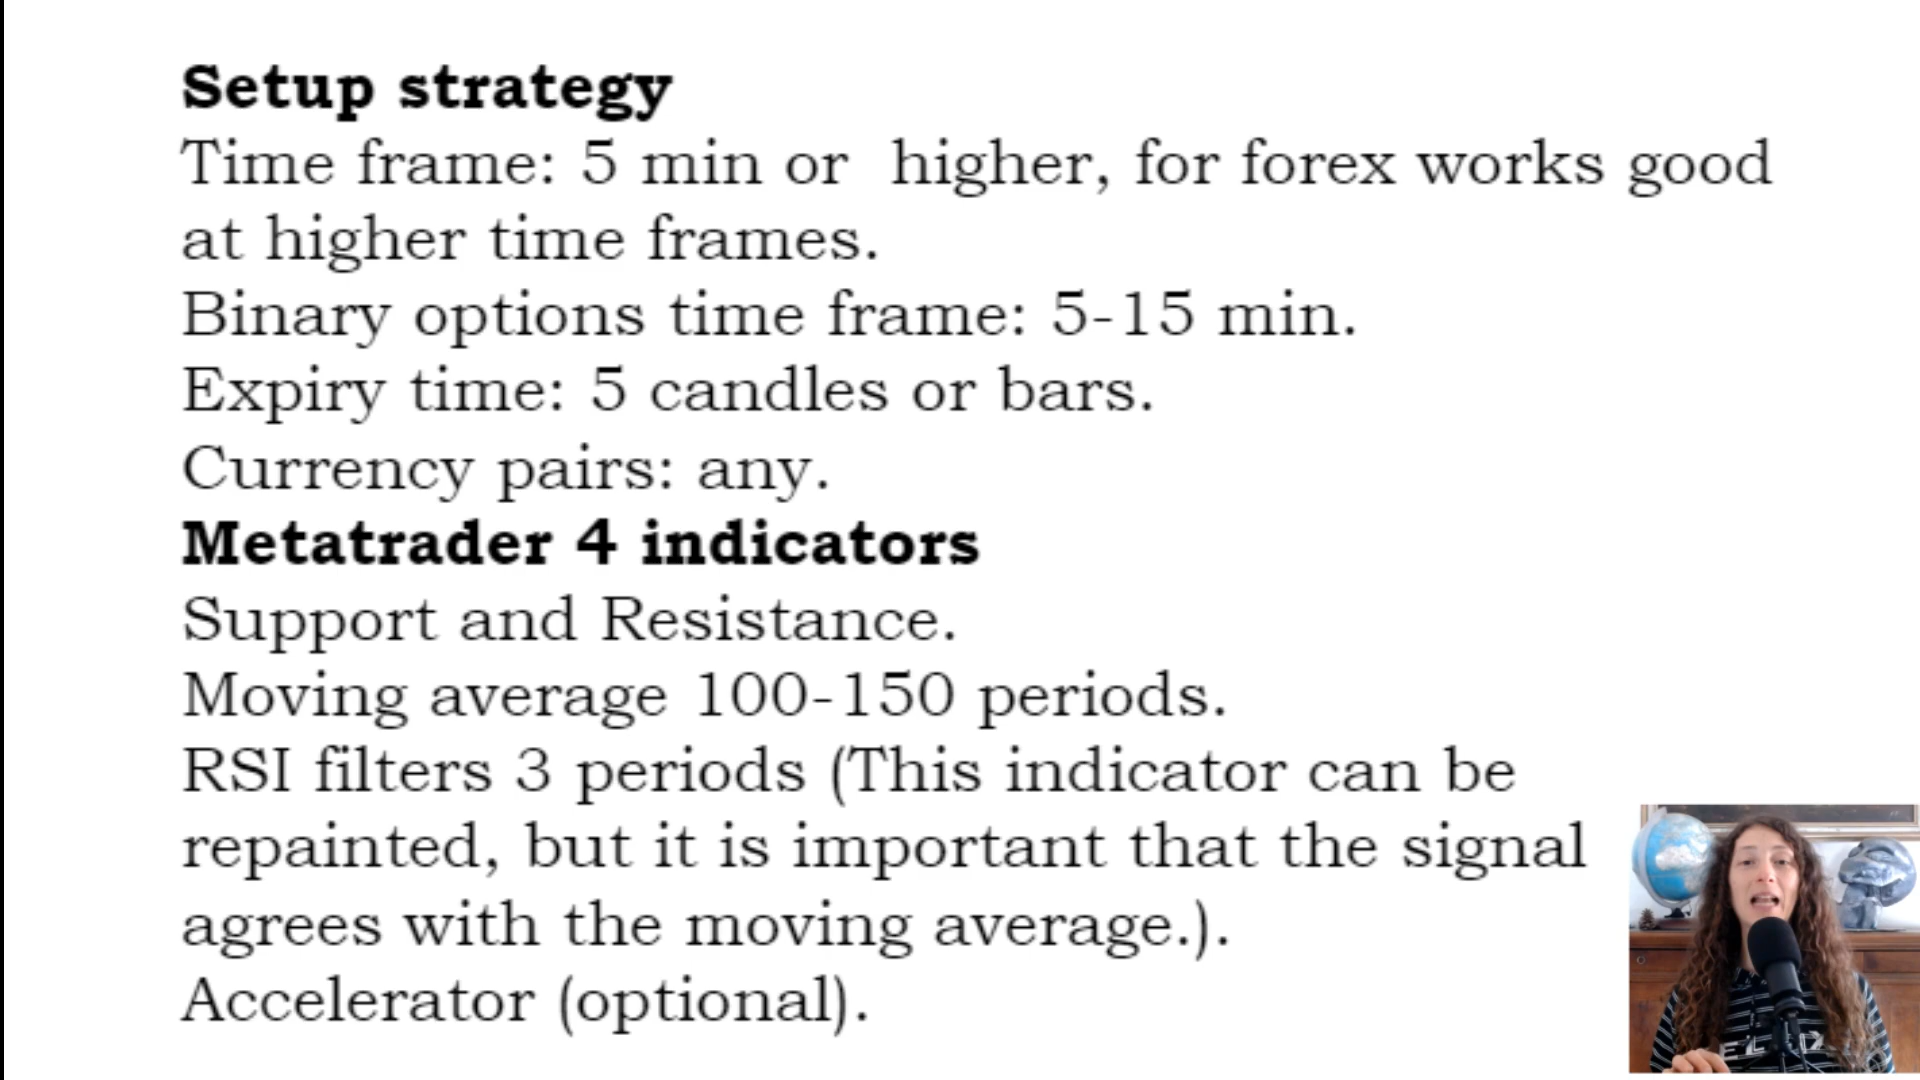 Setup strategy
Time frame: 5 min or  higher, for forex works good
at higher time frames.
Binary options time frame: 5-15 min.
Expiry time: 5 candles or bars.
Currency pairs: any.
Metatrader 4 indicators
Support and Resistance.
Moving average 100-150 periods.
RSI filters 3 periods (This indicator can be
repainted, but it is important that the signal
agrees with the moving average.).
Accelerator (optional).